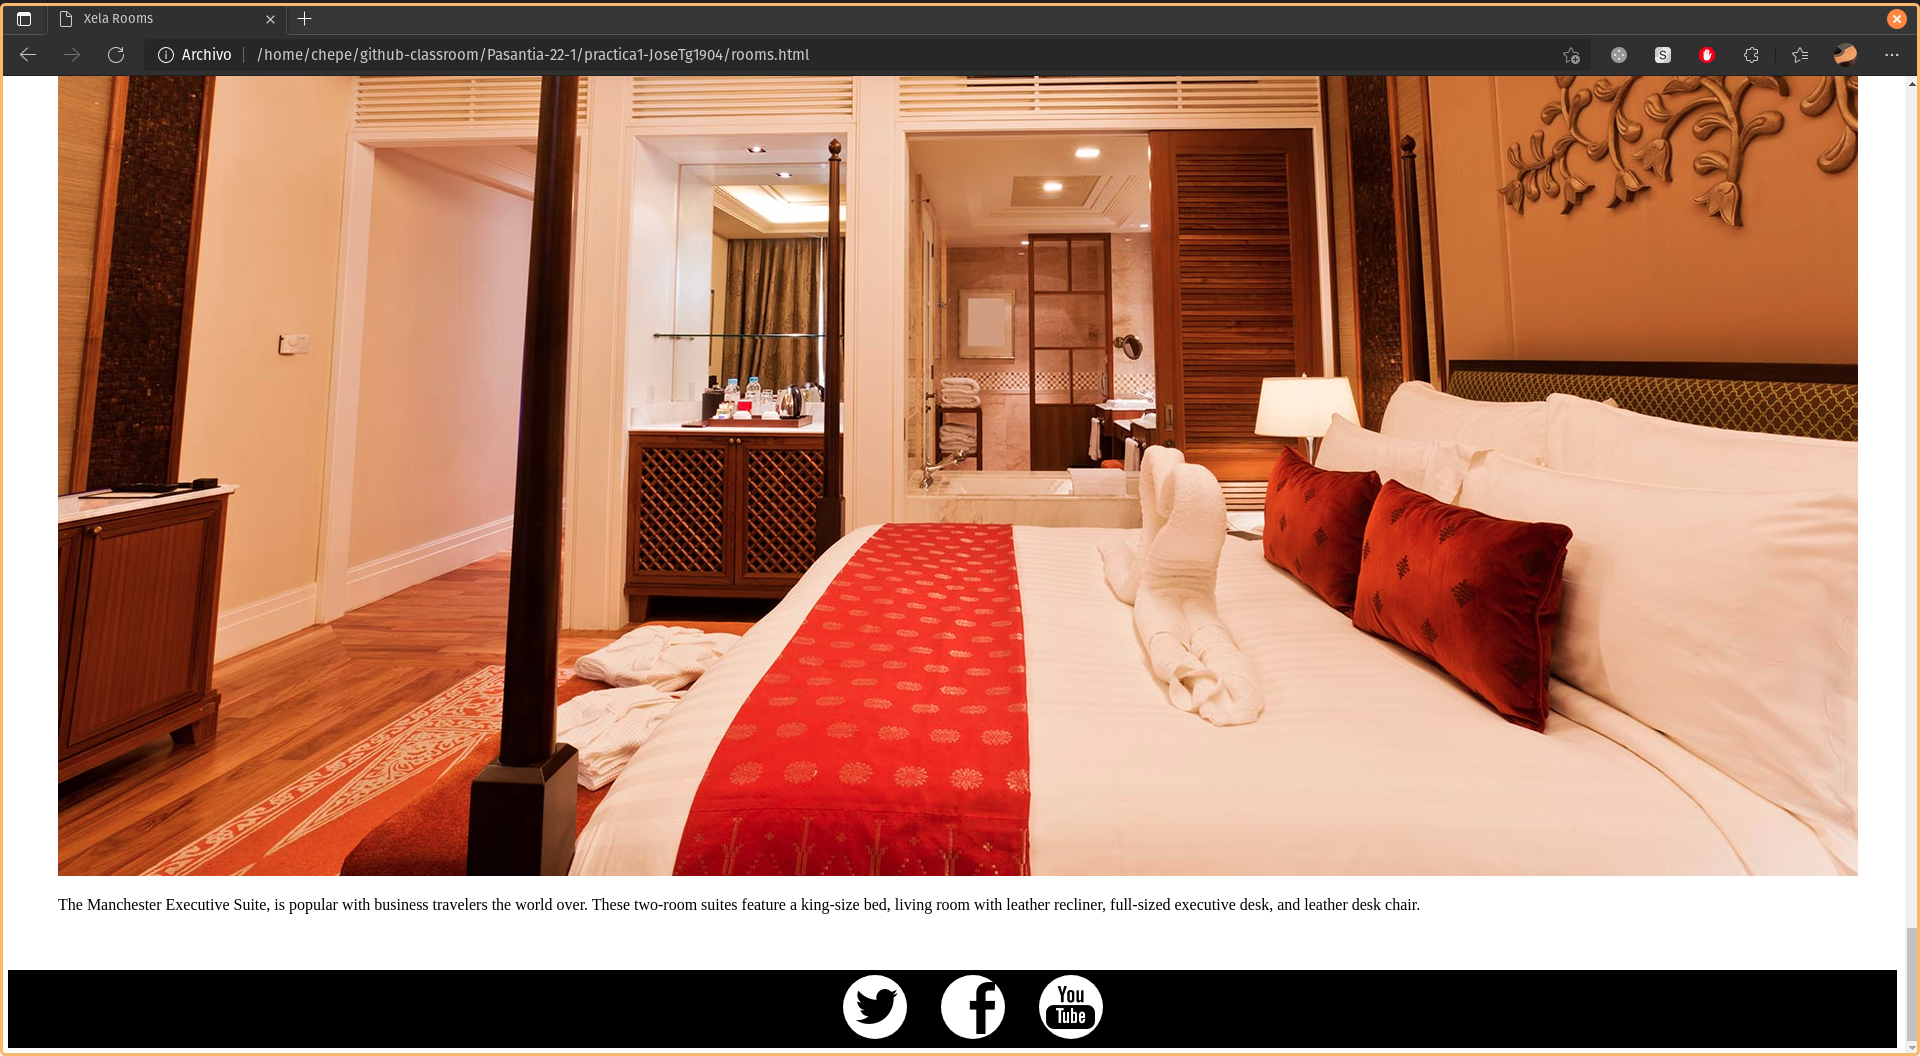 Xela Rooms
Archivo
/home/chepe/github-classroom/Pasantia-22-1/practica1-JoseTg1904/rooms.html
S
The Manchester Executive Suite, is popular with business travelers the world over. These two-room suites feature a king-size bed, living room with leather recliner, full-sized executive desk, and leather desk chair.
f
You
Tube